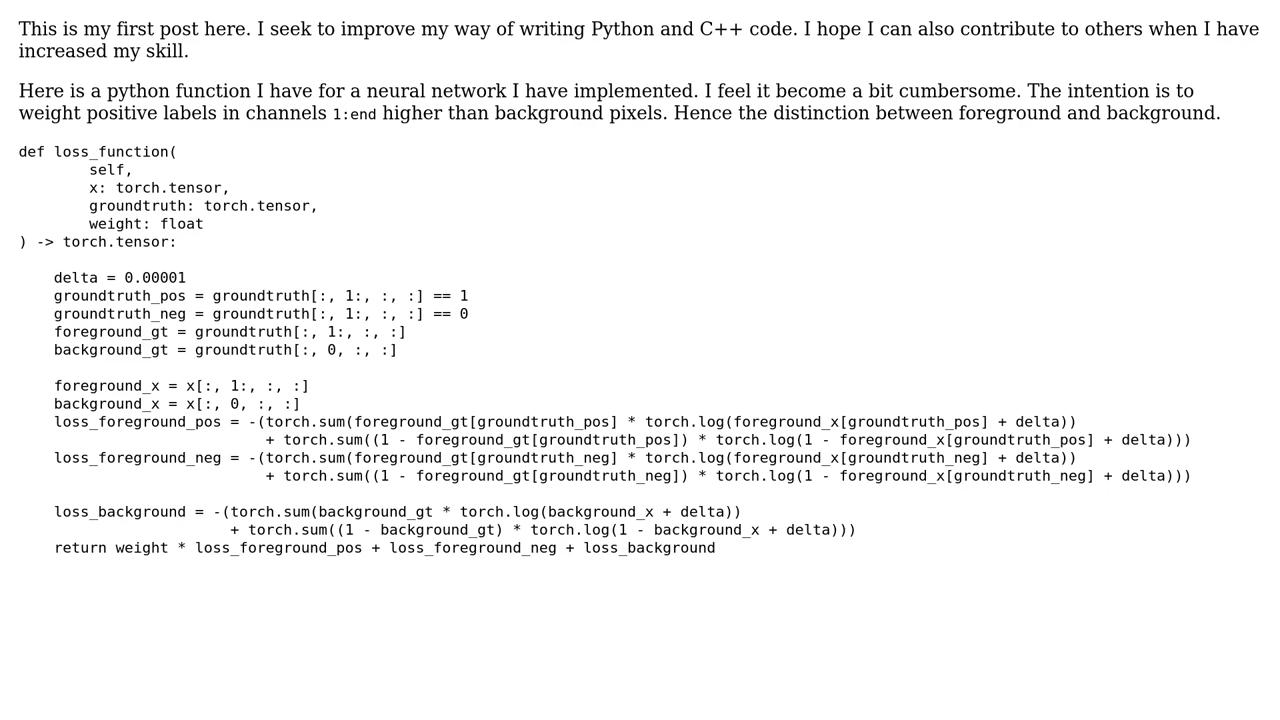 This is my first post here. I seek to improve my way of writing Python and C++ code. I hope I can also contribute to others when I have
increased my skill.
Here is a python function I have for a neural network I have implemented. I feel it become a bit cumbersome. The intention is to
weight positive labels in channels 1:end higher than background pixels. Hence the distinction between foreground and background.
def loss_function(
        self,
        x: torch.tensor,
        groundtruth: torch.tensor,
        weight: float
) -> torch.tensor:
    delta = 0.00001
    groundtruth_pos = groundtruth[:, 1:, :, :] == 1
    groundtruth_neg = groundtruth[:, 1:, :, :] == 0
    foreground_gt = groundtruth[:, 1:, :, :]
    background_gt = groundtruth[:, 0, :, :]
    foreground_x = x[:, 1:, :, :]
    background_x = x[:, 0, :, :]
    loss_foreground_pos = -(torch.sum(foreground_gt[groundtruth_pos] * torch.log(foreground_x[groundtruth_pos] + delta))
                            + torch.sum((1 - foreground_gt[groundtruth_pos]) * torch.log(1 - foreground_x[groundtruth_pos] + delta)))
    loss_foreground_neg = -(torch.sum(foreground_gt[groundtruth_neg] * torch.log(foreground_x[groundtruth_neg] + delta))
                            + torch.sum((1 - foreground_gt[groundtruth_neg]) * torch.log(1 - foreground_x[groundtruth_neg] + delta)))
    loss_background = -(torch.sum(background_gt * torch.log(background_x + delta))
                        + torch.sum((1 - background_gt) * torch.log(1 - background_x + delta)))
    return weight * loss_foreground_pos + loss_foreground_neg + loss_background